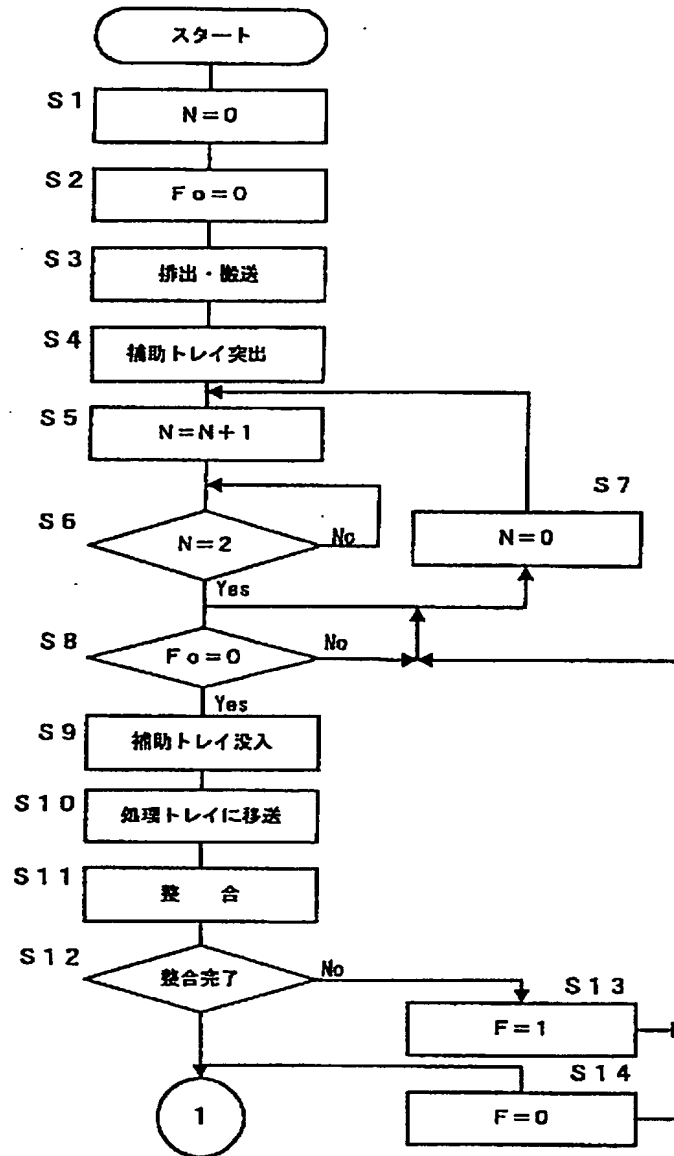 スタート
S1
N=0
S2
Fo=0
S3
排出・搬送
S4
補助トレイ突出
S5
N=N+1
S7
N=0
S6
N=2
No
Yes
S8
Fo=0
No
Yes
S9
補助トレイ没入
S10
処理トレイに移送
S11
整 合
S12
整合完了
No
S13
F=1
S14
F=0
1